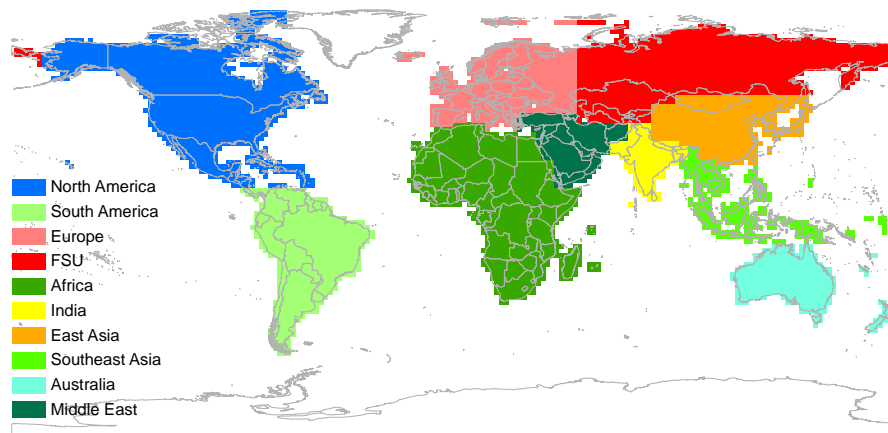 North America
South America
Europe
FSU
Africa
India
East Asia
Southeast Asia
Australia
Middle East